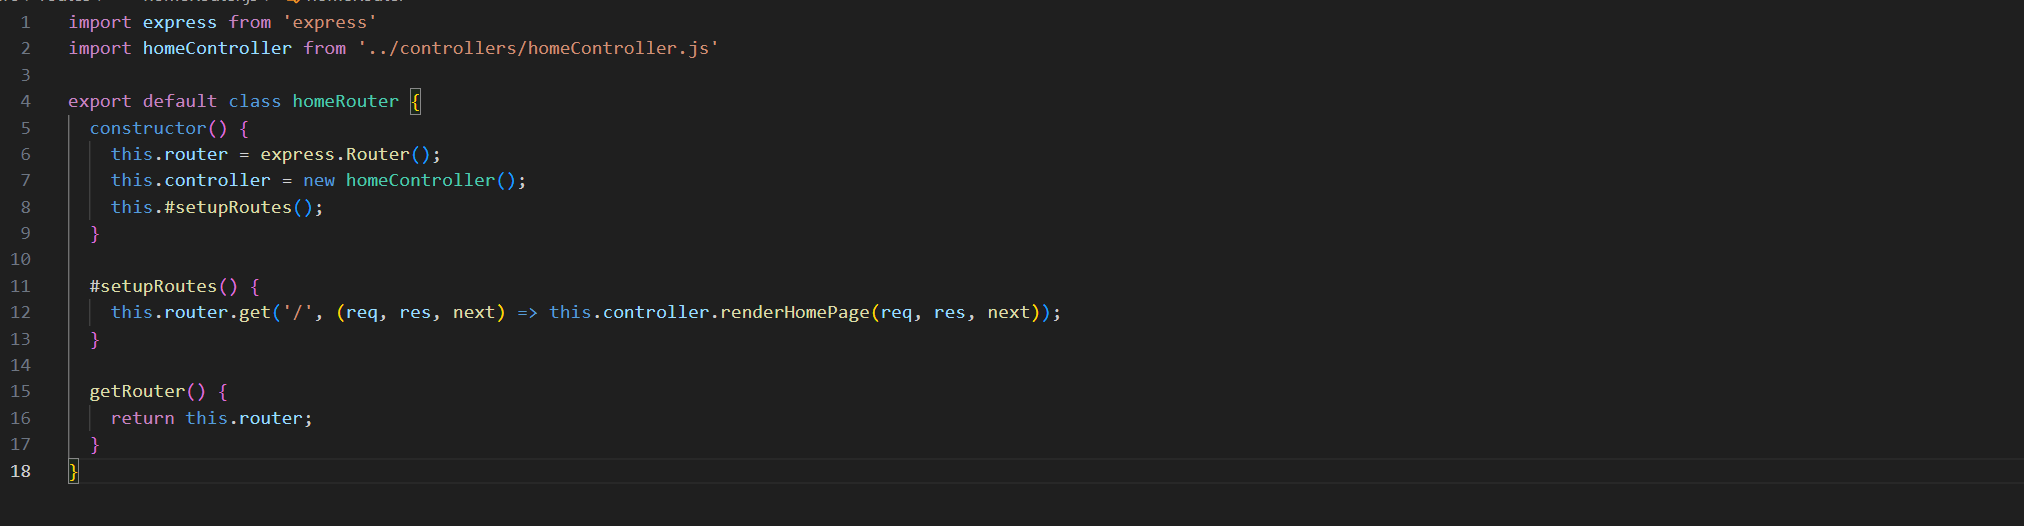 1 import express from 'express'
2 import homeController from '../controllers/homeController.js'
3
4 export default class homeRouter {
5 constructor() {
6 this.router = express.Router();
7 this.controller = new homeController();
8 this.#setupRoutes();
9 }
10
11 #setupRoutes() {
12 this.router.get('/', (req, res, next) => this.controller.renderHomePage(req, res, next));
13 }
14
15 getRouter() {
16 return this.router;
17 }
18 }